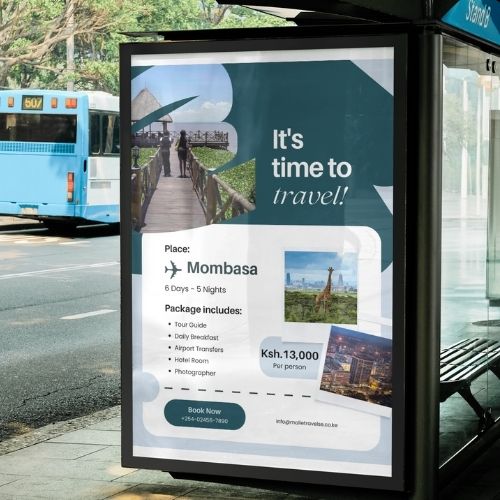 Stand B
507
It's
time to
travel!
Place:
Mombasa
6 Days - 5 Nights
Package includes:
Tour Guide
Daily Breakfast
Airport Transfers
Hotel Room
Photographer
Ksh.13,000
Per person
Book Now
+254-02455-7890
info@molletravelse.co.ke